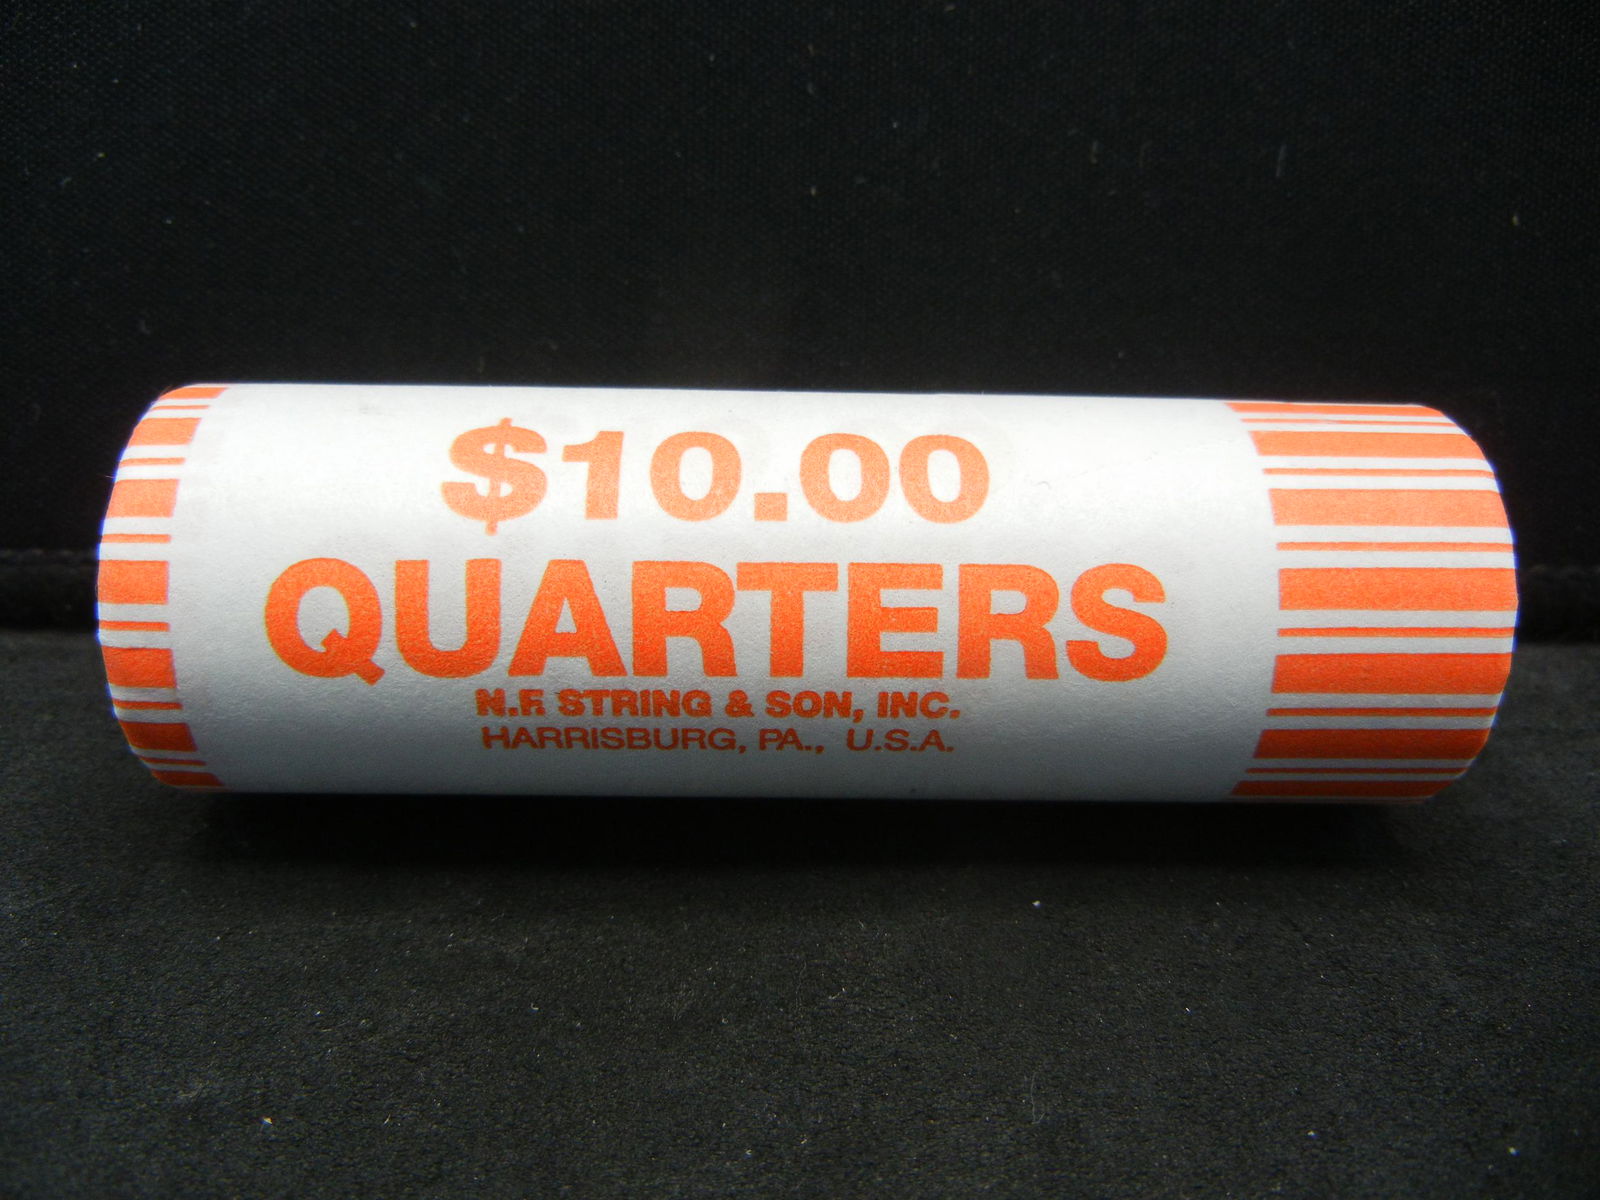 $10.00
QUARTERS
N.F. STRING & SON, INC.
HARRISBURG, PA., U.S.A.